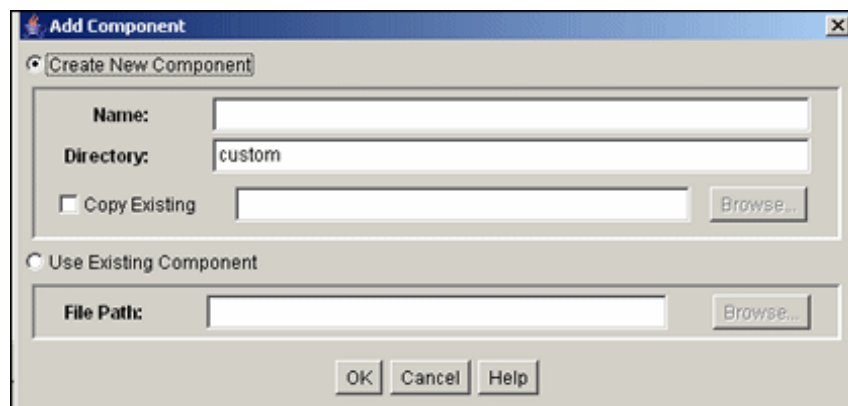 Add Component
Create New Component
Name:
Directory: custom
Copy Existing Browse...
Use Existing Component
File Path: Browse...
OK Cancel Help